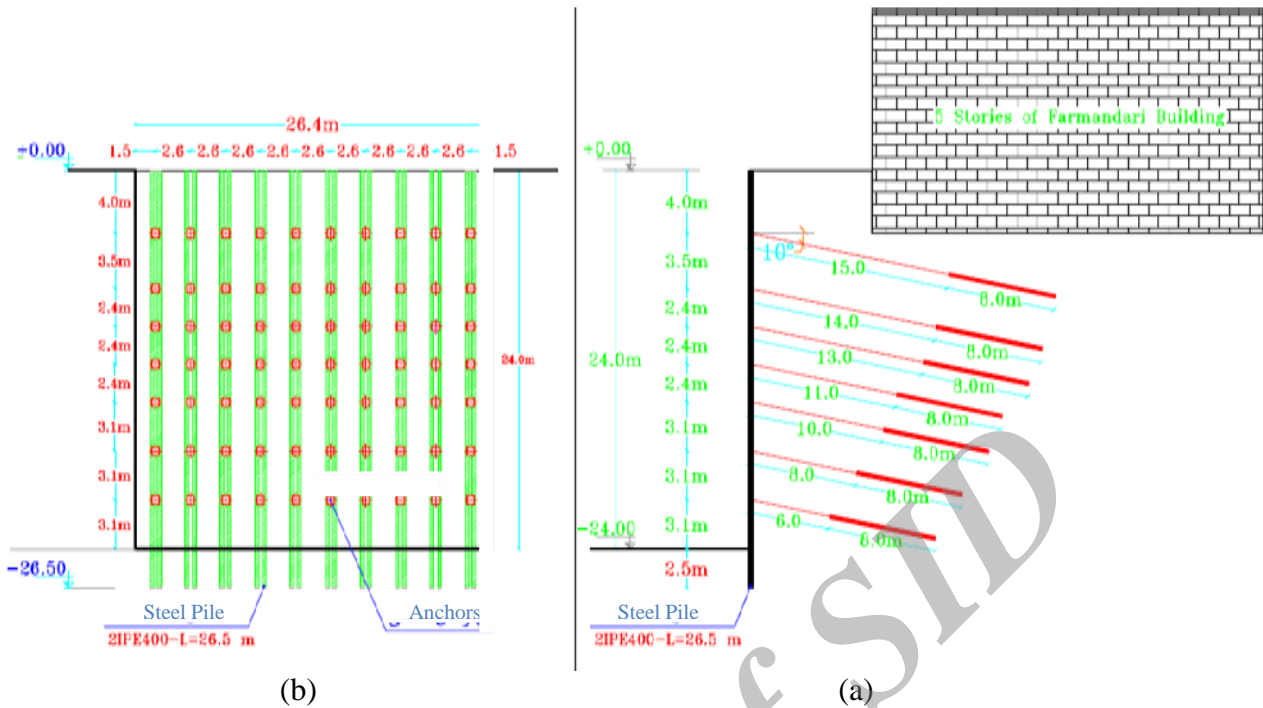 26.4m
1.5 2.6 2.6 2.6 2.6 2.6 2.6 2.6 2.6 2.6 1.5
+0.00
4.0m
3.5m
2.4m
2.4m
2.4m
3.1m
3.1m
3.1m
24.0m
-26.50
Steel Pile
Anchors
2IPE400-L=26.5 m
(b)
5 Stories of Farmandari Building
+0.00
4.0m
3.5m
2.4m
2.4m
2.4m
3.1m
3.1m
3.1m
2.5m
24.0m
-24.00
10°
15.0
8.0m
14.0
8.0m
13.0
8.0m
11.0
8.0m
10.0
8.0m
8.0
8.0m
6.0
8.0m
Steel Pile
2IPE400-L=26.5 m
(a)
of SID